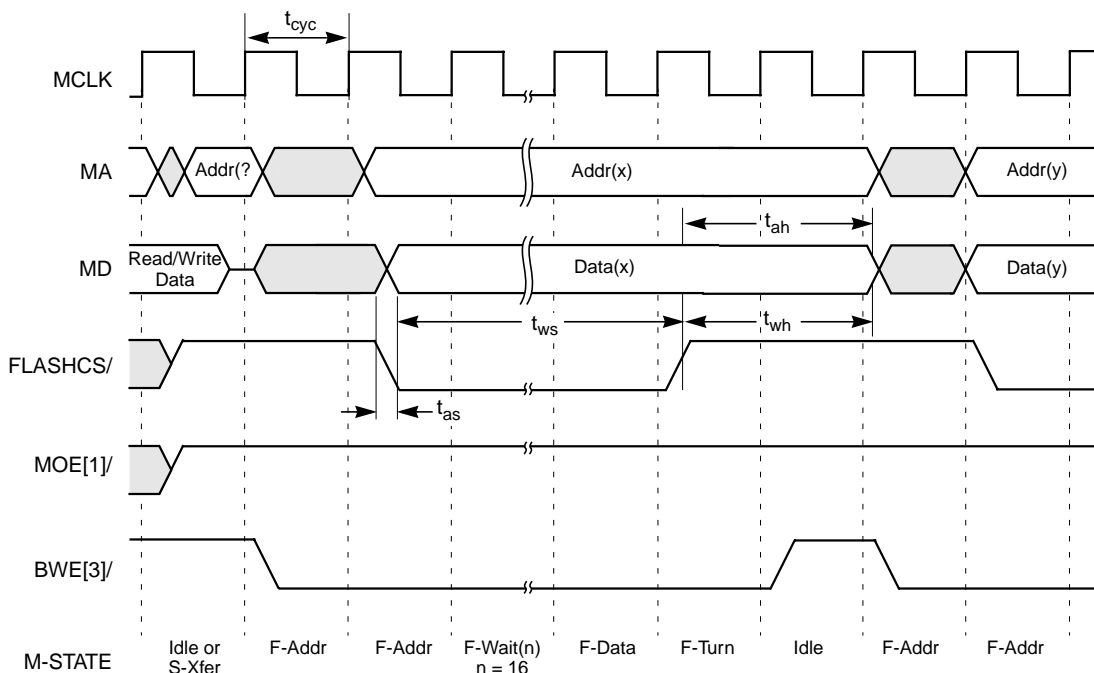 tcyc
MCLK
MA
Addr(?
Addr(x)
Addr(y)
tah
MD
Read/Write
Data
Data(x)
Data(y)
tws
twh
FLASHCS/
tas
MOE[1]/
BWE[3]/
M-STATE
Idle or
S-Xfer
F-Addr
F-Addr
F-Wait(n)
n = 16
F-Data
F-Turn
Idle
F-Addr
F-Addr